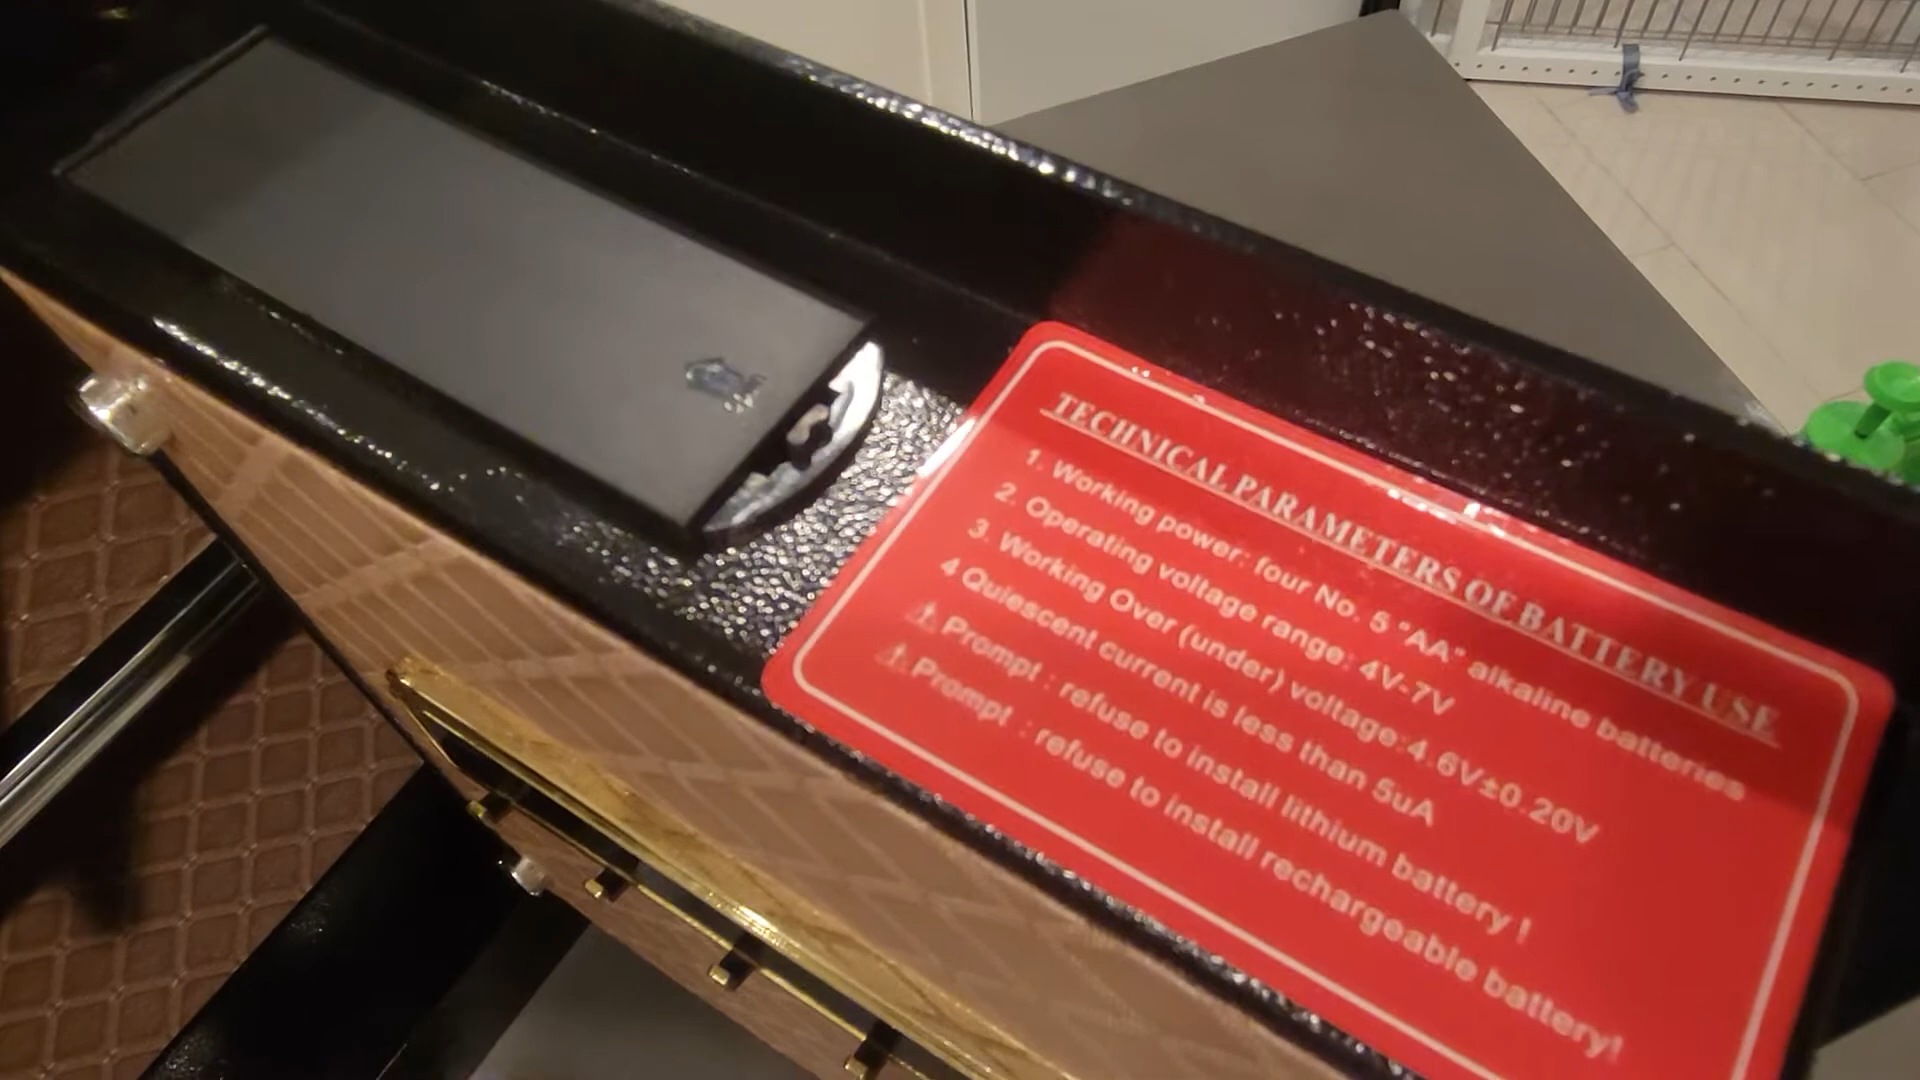 TECHNICAL PARAMETERS OF BATTERY USE
1. Working power: four No. 5 "AA" alkaline batteries
2. Operating voltage range: 4V-7V
3. Working Over (under) voltage:4.6V±0.20V
4 Quiescent current is less than 5uA
⚠ Prompt : refuse to install lithium battery !
⚠ Prompt : refuse to install rechargeable battery!